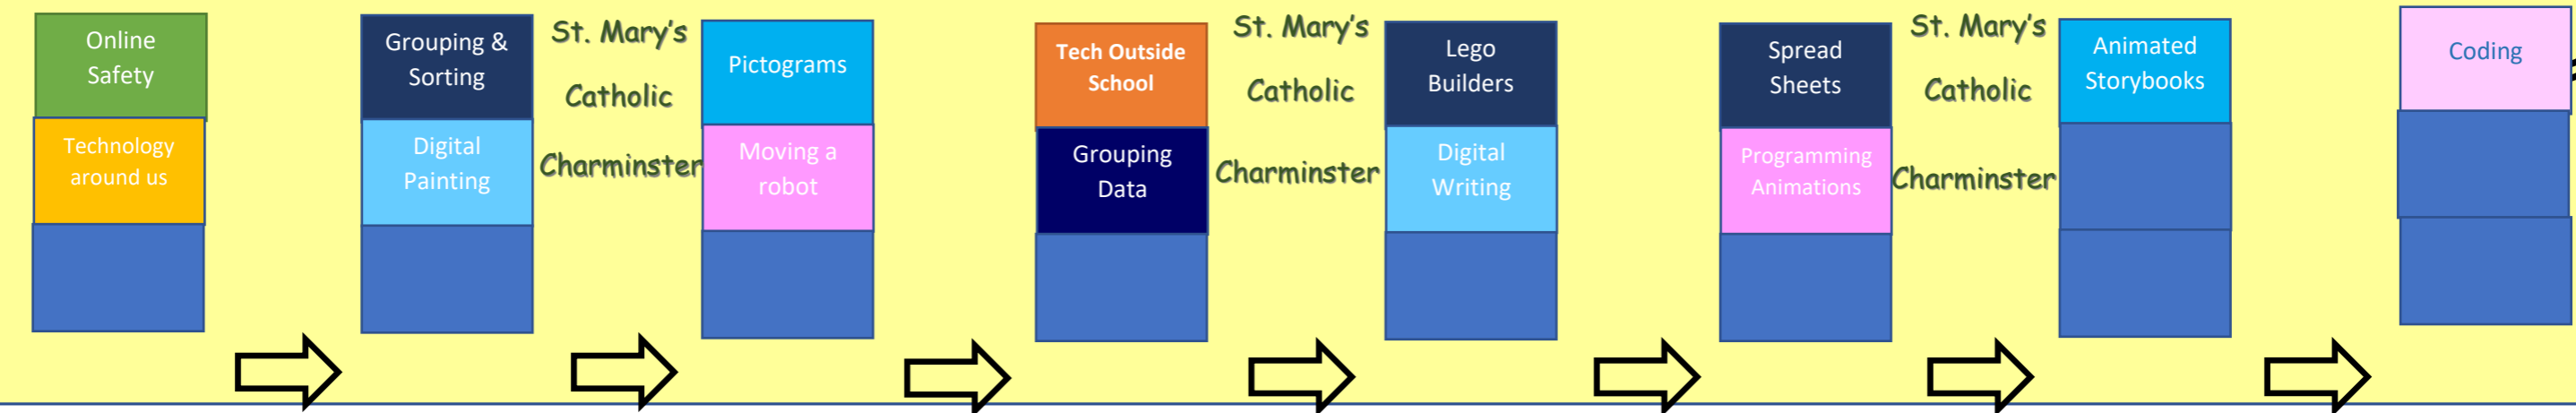 Online
Safety
Technology
around us
Grouping &
Sorting
Digital
Painting
St. Mary's
Catholic
Charminster
Pictograms
Moving a
robot
Tech Outside
School
Grouping
Data
St. Mary's
Catholic
Charminster
Lego
Builders
Digital
Writing
Spread
Sheets
Programming
Animations
St. Mary's
Catholic
Charminster
Animated
Storybooks
Coding